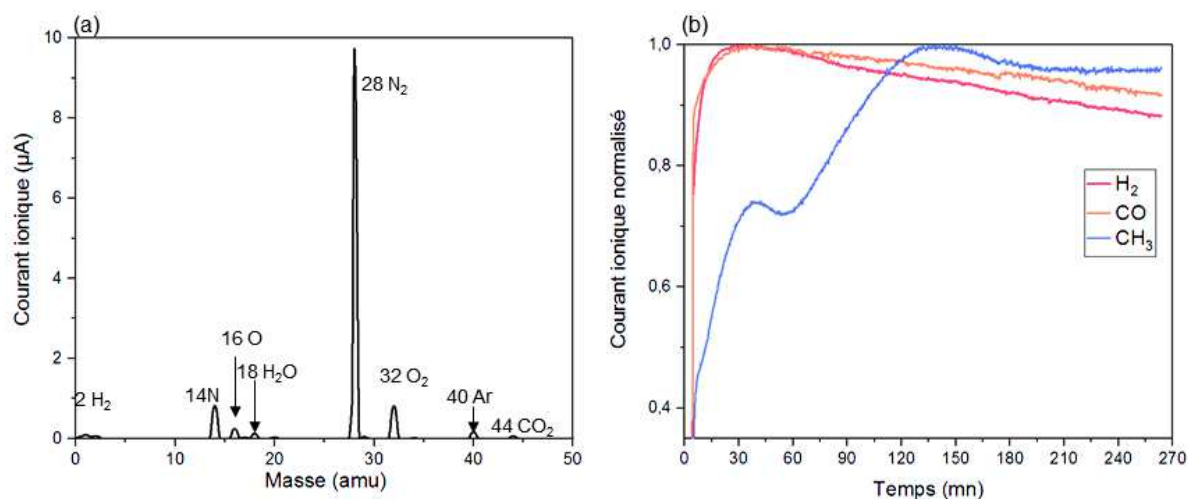 (a)
10
8
6
4
2
0
0
10
20
30
40
50
Courant ionique (µA)
Masse (amu)
28 N₂
16 O
18 H₂O
32 O₂
2 H₂
14N
40 Ar
44 CO₂
(b)
1,0
0,8
0,6
0,4
0
30
60
90
120
150
180
210
240
270
Courant ionique normalisé
Temps (mn)
H₂
CO
CH₃